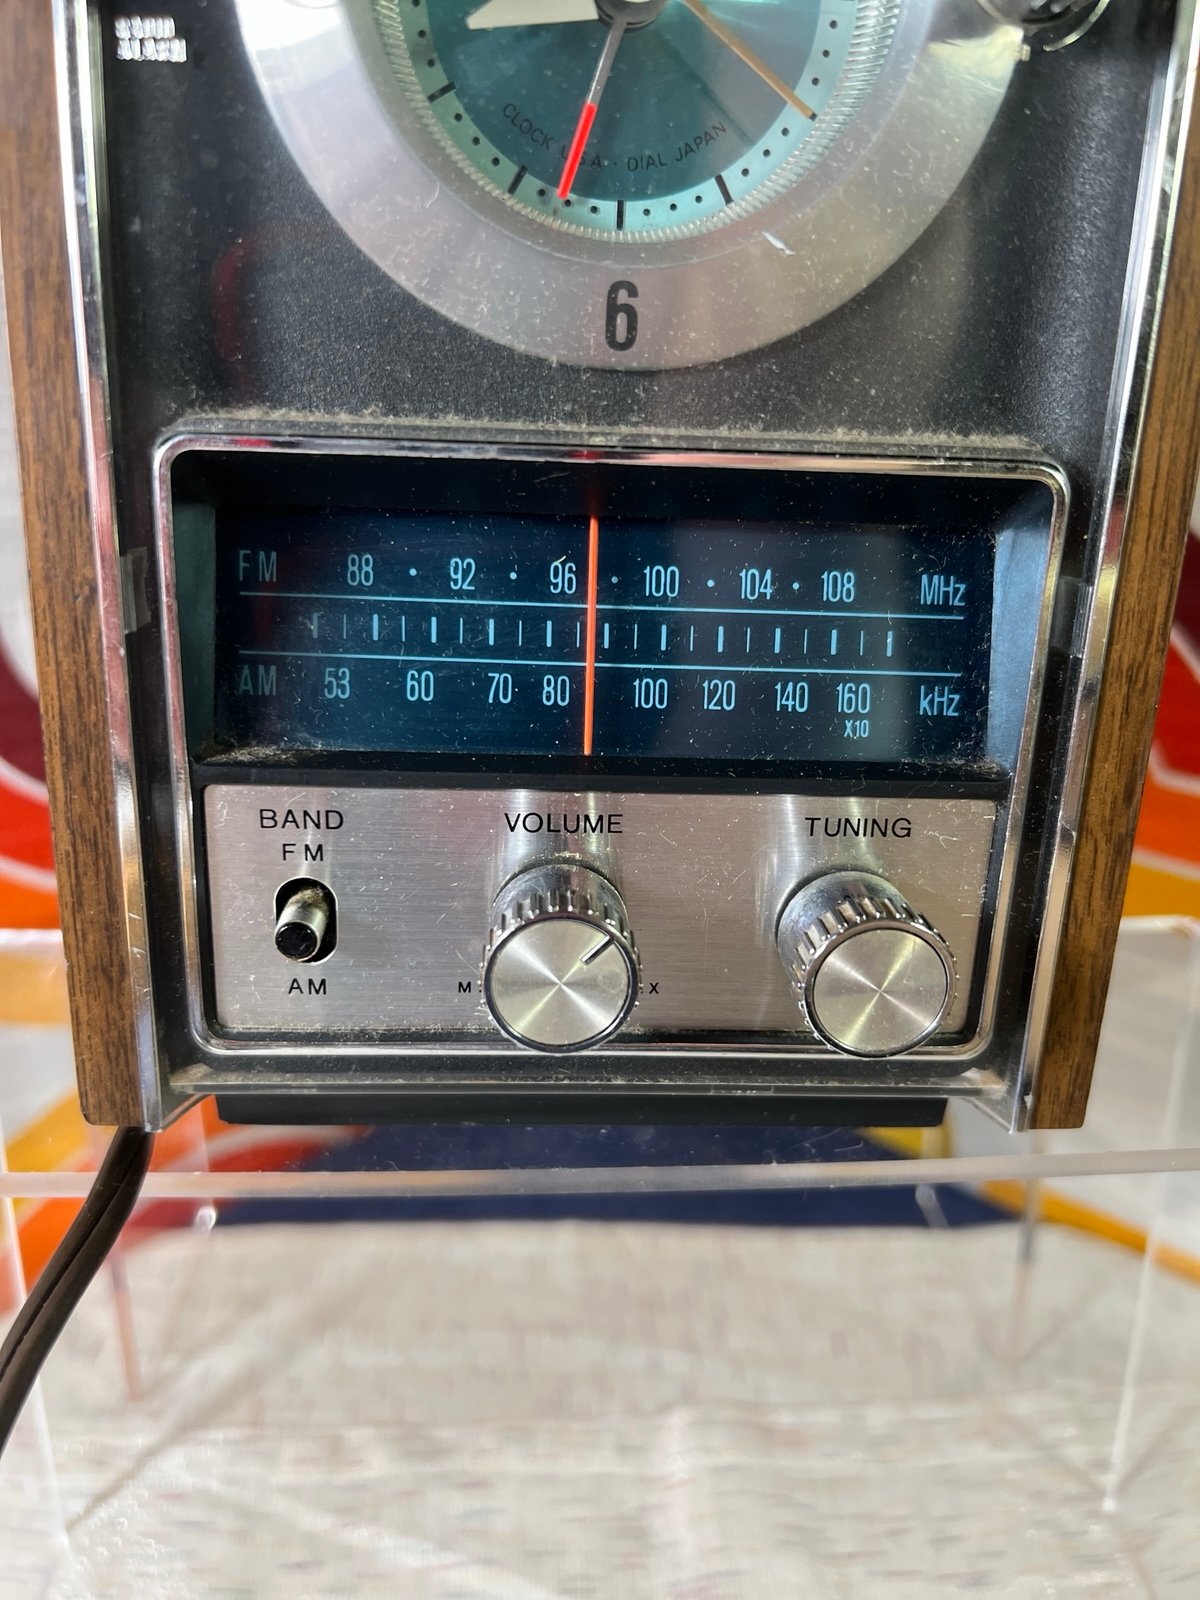 CLOCK USA · DIAL JAPAN
6
FM 88 · 92 · 96 · 100 · 104 · 108 MHz
AM 53 60 70 80 100 120 140 160 kHz
X10
BAND VOLUME TUNING
FM
AM